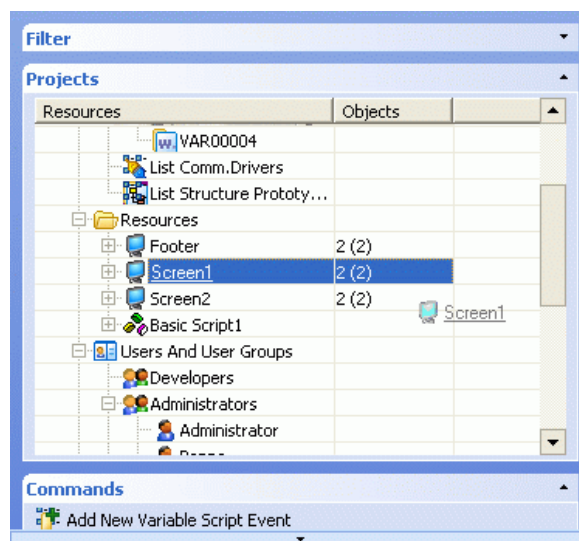 Filter
Projects
Resources Objects
VAR00004
List Comm.Drivers
List Structure Prototy...
Resources
Footer 2 (2)
Screen1 2 (2)
Screen2 2 (2)
Screen1
Basic Script1
Users And User Groups
Developers
Administrators
Administrator
Commands
Add New Variable Script Event